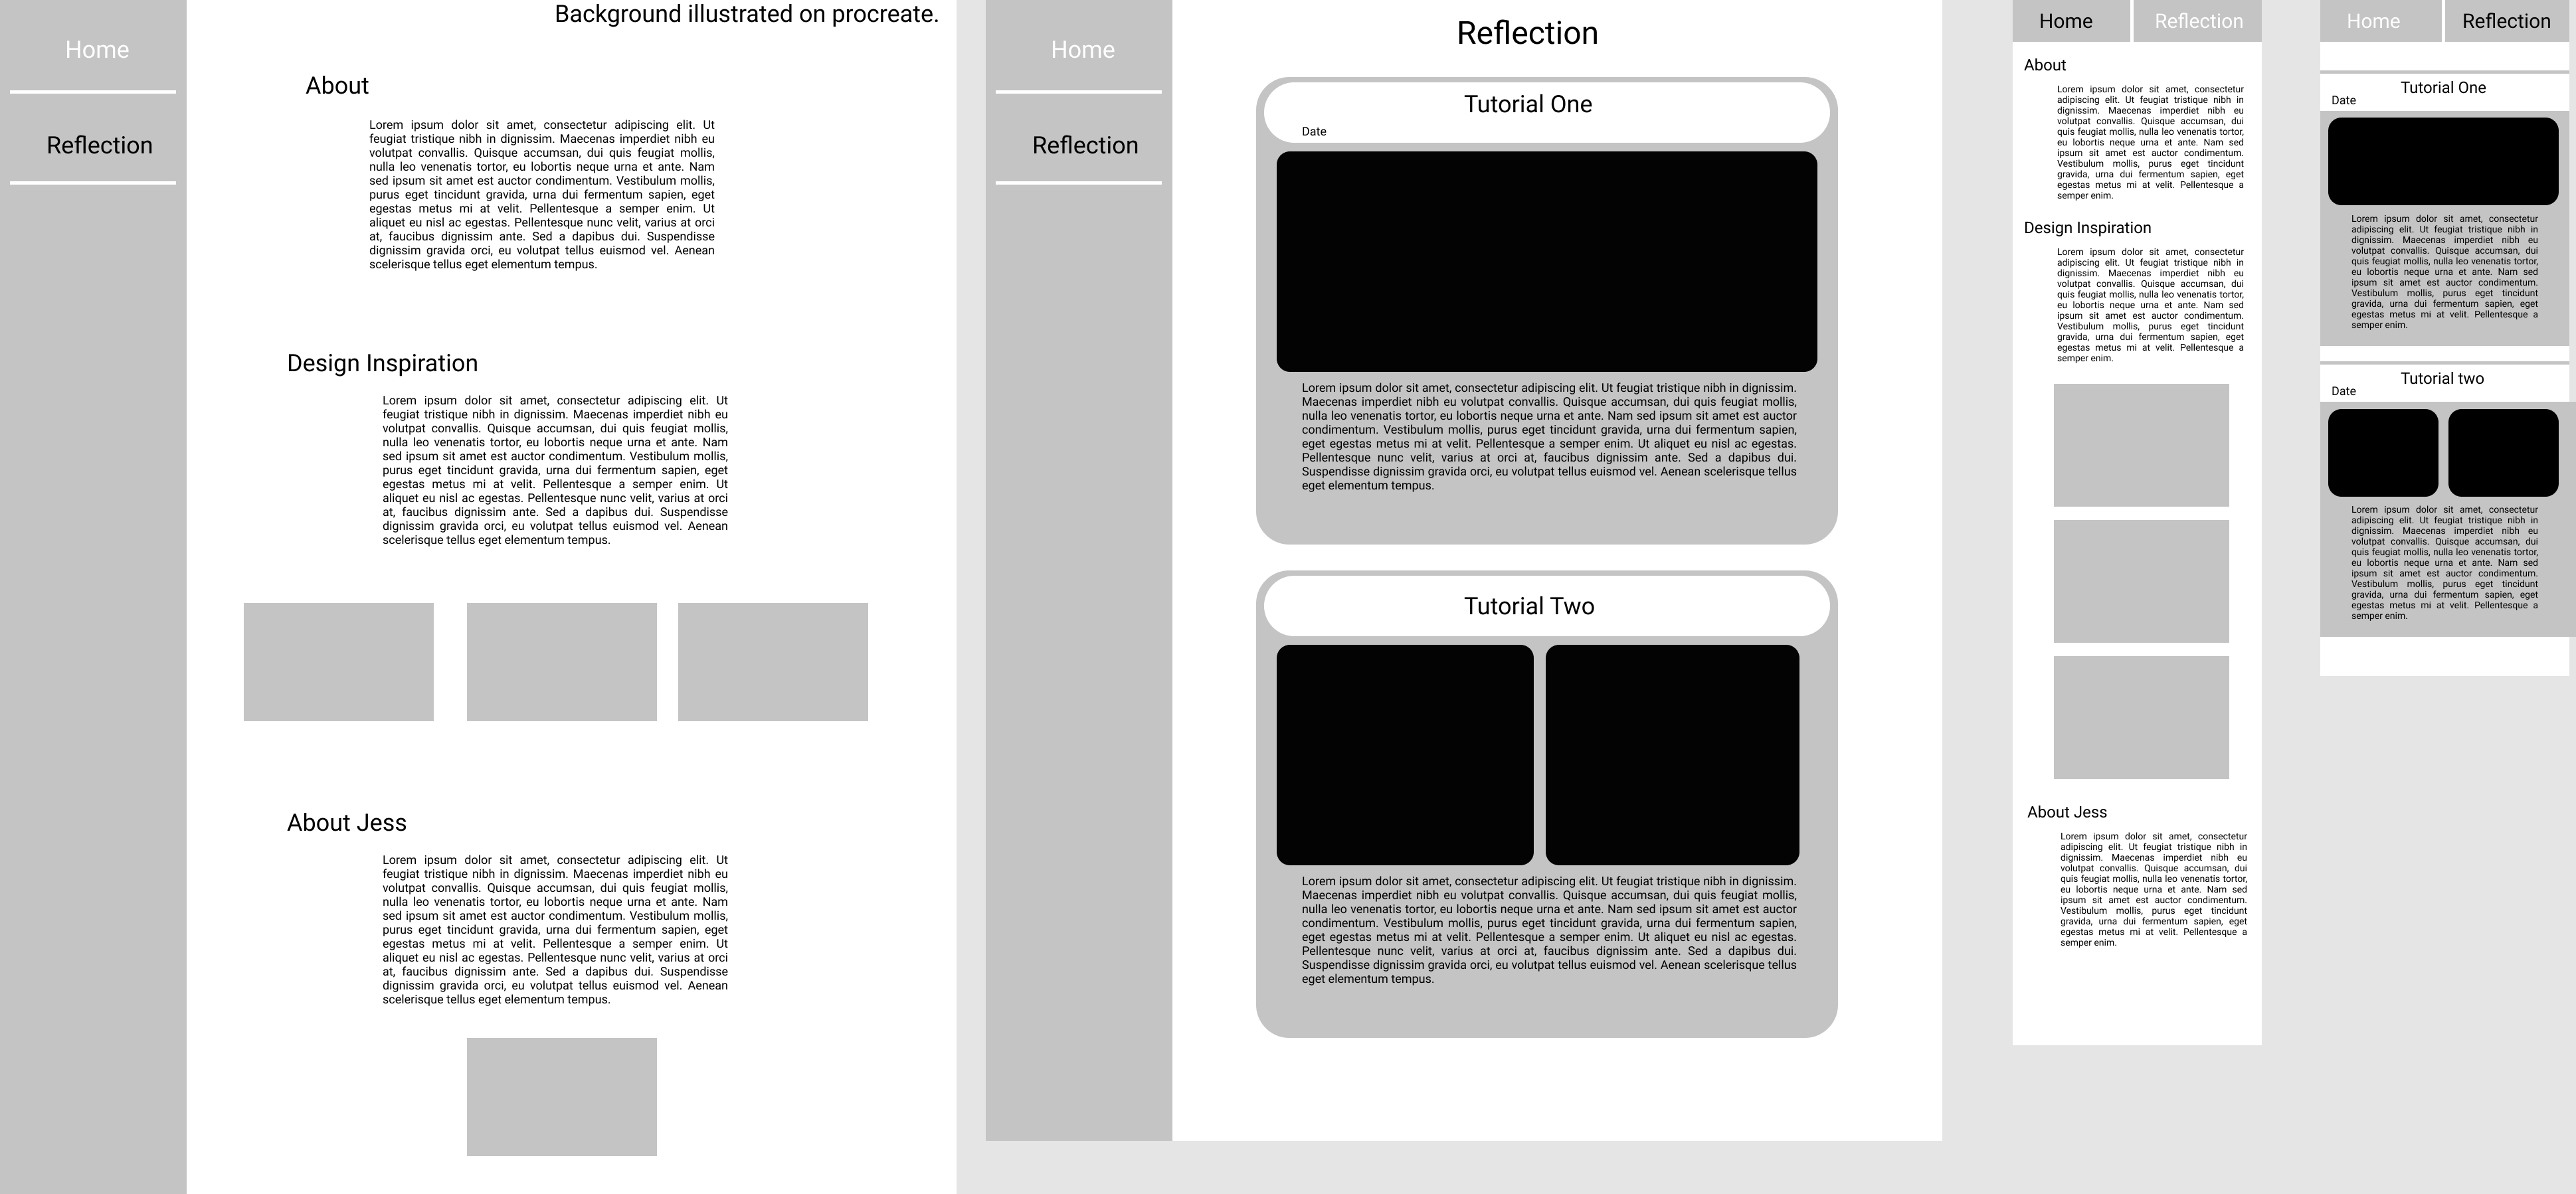 Background illustrated on procreate.
Home
Reflection
About
Lorem ipsum dolor sit amet, consectetur adipiscing elit. Ut
feugiat tristique nibh in dignissim. Maecenas imperdiet nibh eu
volutpat convallis. Quisque accumsan, dui quis feugiat mollis,
nulla leo venenatis tortor, eu lobortis neque urna et ante. Nam
sed ipsum sit amet est auctor condimentum. Vestibulum mollis,
purus eget tincidunt gravida, urna dui fermentum sapien, eget
egestas metus mi at velit. Pellentesque a semper enim. Ut
aliquet eu nisl ac egestas. Pellentesque nunc velit, varius at orci
at, faucibus dignissim ante. Sed a dapibus dui. Suspendisse
dignissim gravida orci, eu volutpat tellus euismod vel. Aenean
scelerisque tellus eget elementum tempus.
Design Inspiration
Lorem ipsum dolor sit amet, consectetur adipiscing elit. Ut
feugiat tristique nibh in dignissim. Maecenas imperdiet nibh eu
volutpat convallis. Quisque accumsan, dui quis feugiat mollis,
nulla leo venenatis tortor, eu lobortis neque urna et ante. Nam
sed ipsum sit amet est auctor condimentum. Vestibulum mollis,
purus eget tincidunt gravida, urna dui fermentum sapien, eget
egestas metus mi at velit. Pellentesque a semper enim. Ut
aliquet eu nisl ac egestas. Pellentesque nunc velit, varius at orci
at, faucibus dignissim ante. Sed a dapibus dui. Suspendisse
dignissim gravida orci, eu volutpat tellus euismod vel. Aenean
scelerisque tellus eget elementum tempus.
About Jess
Lorem ipsum dolor sit amet, consectetur adipiscing elit. Ut
feugiat tristique nibh in dignissim. Maecenas imperdiet nibh eu
volutpat convallis. Quisque accumsan, dui quis feugiat mollis,
nulla leo venenatis tortor, eu lobortis neque urna et ante. Nam
sed ipsum sit amet est auctor condimentum. Vestibulum mollis,
purus eget tincidunt gravida, urna dui fermentum sapien, eget
egestas metus mi at velit. Pellentesque a semper enim. Ut
aliquet eu nisl ac egestas. Pellentesque nunc velit, varius at orci
at, faucibus dignissim ante. Sed a dapibus dui. Suspendisse
dignissim gravida orci, eu volutpat tellus euismod vel. Aenean
scelerisque tellus eget elementum tempus.
Home
Reflection
Reflection
Tutorial One
Date
Lorem ipsum dolor sit amet, consectetur adipiscing elit. Ut feugiat tristique nibh in dignissim.
Maecenas imperdiet nibh eu volutpat convallis. Quisque accumsan, dui quis feugiat mollis,
nulla leo venenatis tortor, eu lobortis neque urna et ante. Nam sed ipsum sit amet est auctor
condimentum. Vestibulum mollis, purus eget tincidunt gravida, urna dui fermentum sapien,
eget egestas metus mi at velit. Pellentesque a semper enim. Ut aliquet eu nisl ac egestas.
Pellentesque nunc velit, varius at orci at, faucibus dignissim ante. Sed a dapibus dui.
Suspendisse dignissim gravida orci, eu volutpat tellus euismod vel. Aenean scelerisque tellus
eget elementum tempus.
Tutorial Two
Lorem ipsum dolor sit amet, consectetur adipiscing elit. Ut feugiat tristique nibh in dignissim.
Maecenas imperdiet nibh eu volutpat convallis. Quisque accumsan, dui quis feugiat mollis,
nulla leo venenatis tortor, eu lobortis neque urna et ante. Nam sed ipsum sit amet est auctor
condimentum. Vestibulum mollis, purus eget tincidunt gravida, urna dui fermentum sapien,
eget egestas metus mi at velit. Pellentesque a semper enim. Ut aliquet eu nisl ac egestas.
Pellentesque nunc velit, varius at orci at, faucibus dignissim ante. Sed a dapibus dui.
Suspendisse dignissim gravida orci, eu volutpat tellus euismod vel. Aenean scelerisque tellus
eget elementum tempus.
Home
Reflection
About
Lorem ipsum dolor sit amet, consectetur
adipiscing elit. Ut feugiat tristique nibh in
dignissim. Maecenas imperdiet nibh eu
volutpat convallis. Quisque accumsan, dui
quis feugiat mollis, nulla leo venenatis tortor,
eu lobortis neque urna et ante. Nam sed
ipsum sit amet est auctor condimentum.
Vestibulum mollis, purus eget tincidunt
gravida, urna dui fermentum sapien, eget
egestas metus mi at velit. Pellentesque a
semper enim.
Design Inspiration
Lorem ipsum dolor sit amet, consectetur
adipiscing elit. Ut feugiat tristique nibh in
dignissim. Maecenas imperdiet nibh eu
volutpat convallis. Quisque accumsan, dui
quis feugiat mollis, nulla leo venenatis tortor,
eu lobortis neque urna et ante. Nam sed
ipsum sit amet est auctor condimentum.
Vestibulum mollis, purus eget tincidunt
gravida, urna dui fermentum sapien, eget
egestas metus mi at velit. Pellentesque a
semper enim.
About Jess
Lorem ipsum dolor sit amet, consectetur
adipiscing elit. Ut feugiat tristique nibh in
dignissim. Maecenas imperdiet nibh eu
volutpat convallis. Quisque accumsan, dui
quis feugiat mollis, nulla leo venenatis tortor,
eu lobortis neque urna et ante. Nam sed
ipsum sit amet est auctor condimentum.
Vestibulum mollis, purus eget tincidunt
gravida, urna dui fermentum sapien, eget
egestas metus mi at velit. Pellentesque a
semper enim.
Home
Reflection
Tutorial One
Date
Lorem ipsum dolor sit amet, consectetur
adipiscing elit. Ut feugiat tristique nibh in
dignissim. Maecenas imperdiet nibh eu
volutpat convallis. Quisque accumsan, dui
quis feugiat mollis, nulla leo venenatis tortor,
eu lobortis neque urna et ante. Nam sed
ipsum sit amet est auctor condimentum.
Vestibulum mollis, purus eget tincidunt
gravida, urna dui fermentum sapien, eget
egestas metus mi at velit. Pellentesque a
semper enim.
Tutorial two
Date
Lorem ipsum dolor sit amet, consectetur
adipiscing elit. Ut feugiat tristique nibh in
dignissim. Maecenas imperdiet nibh eu
volutpat convallis. Quisque accumsan, dui
quis feugiat mollis, nulla leo venenatis tortor,
eu lobortis neque urna et ante. Nam sed
ipsum sit amet est auctor condimentum.
Vestibulum mollis, purus eget tincidunt
gravida, urna dui fermentum sapien, eget
egestas metus mi at velit. Pellentesque a
semper enim.